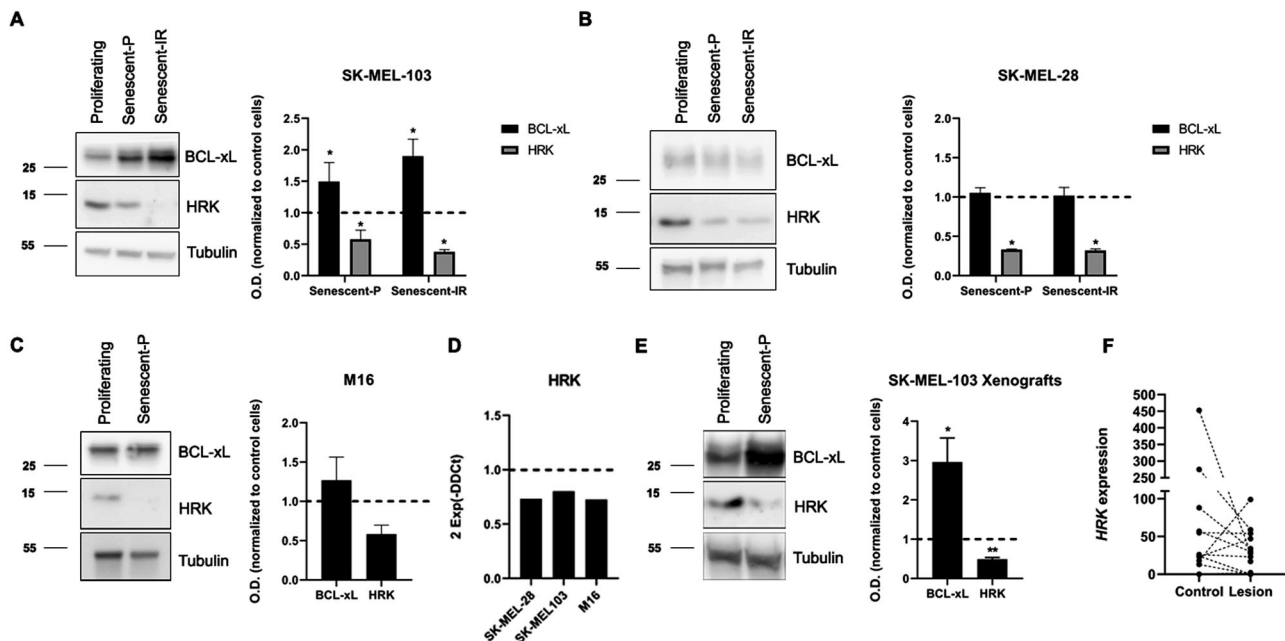 A
Proliferating
Senescent-P
Senescent-IR
BCL-xL
25
15
HRK
55
Tubulin
SK-MEL-103
O.D. (normalized to control cells)
2.5
2.0
1.5
1.0
0.5
0.0
*
*
*
*
Senescent-P Senescent-IR
BCL-xL
HRK
B
Proliferating
Senescent-P
Senescent-IR
BCL-xL
25
15
HRK
55
Tubulin
SK-MEL-28
O.D. (normalized to control cells)
2.5
2.0
1.5
1.0
0.5
0.0
*
*
Senescent-P Senescent-IR
BCL-xL
HRK
C
Proliferating
Senescent-P
BCL-xL
25
15
HRK
55
Tubulin
M16
O.D. (normalized to control cells)
2.0
1.5
1.0
0.5
0.0
BCL-xL HRK
D
HRK
2 Exp(-DDCt)
1.5
1.0
0.5
0.0
SK-MEL-28
SK-MEL103
M16
E
Proliferating
Senescent-P
BCL-xL
25
15
HRK
55
Tubulin
SK-MEL-103 Xenografts
O.D. (normalized to control cells)
4
3
2
1
0
*
**
BCL-xL HRK
F
HRK expression
500
450
400
350
300
250
200
150
100
50
0
Control Lesion